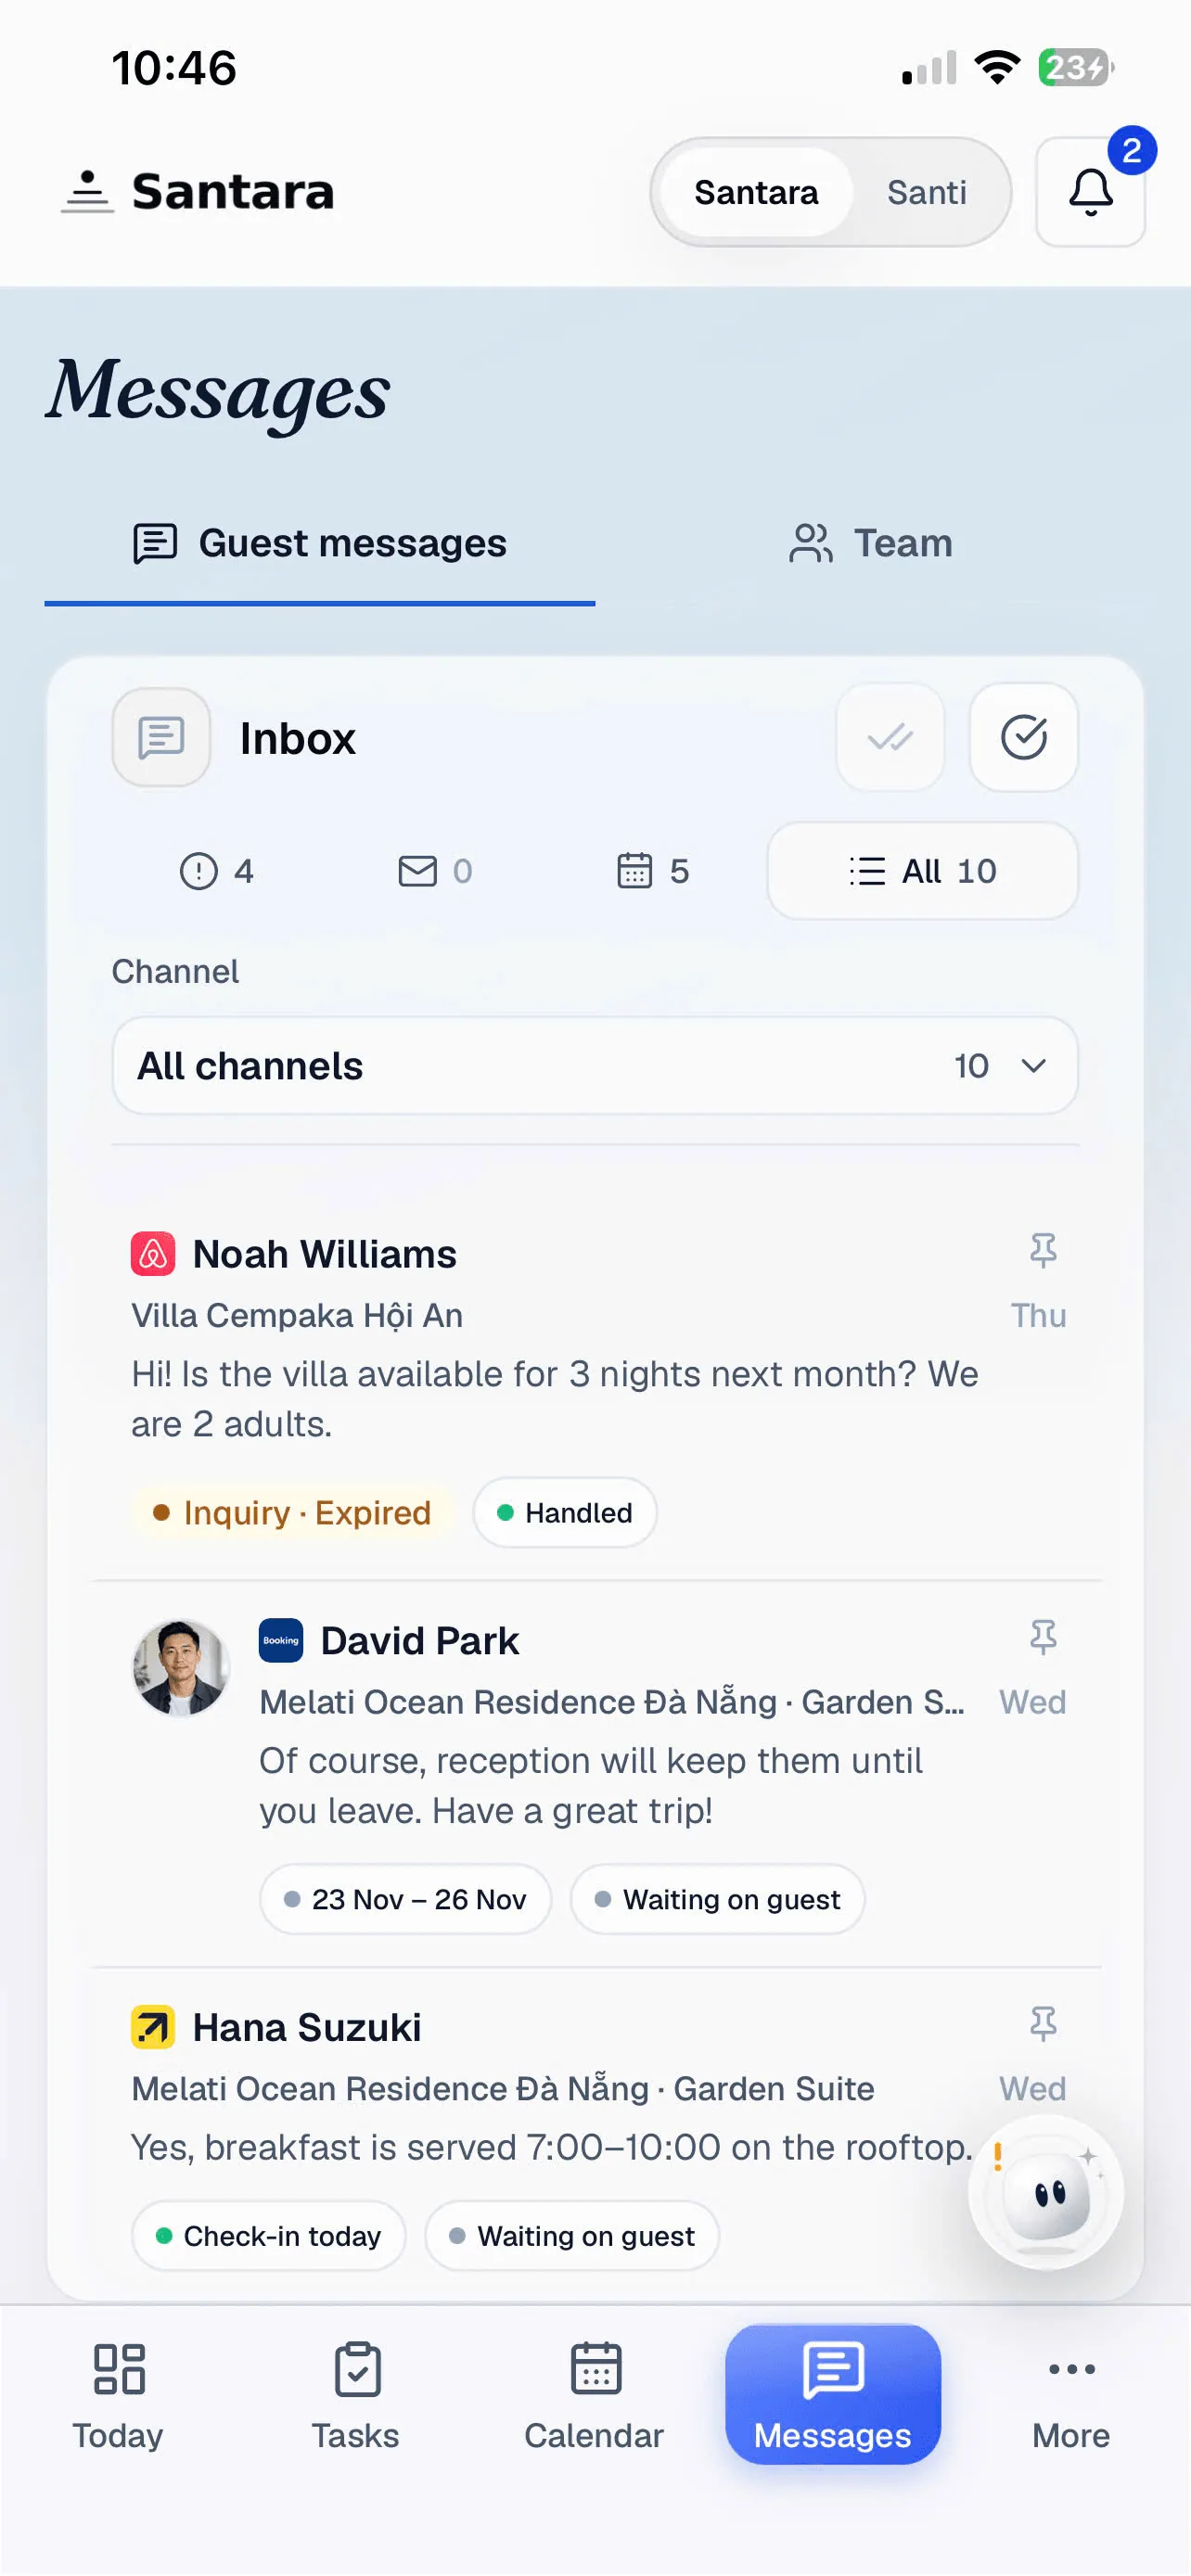 10:46
23
Santara
Santara
Santi
2
Messages
Guest messages
Team
Inbox
4
0
5
All 10
Channel
All channels
10
Noah Williams
Villa Cempaka Hội An
Thu
Hi! Is the villa available for 3 nights next month? We
are 2 adults.
Inquiry · Expired
Handled
Booking
David Park
Melati Ocean Residence Đà Nẵng · Garden S...
Wed
Of course, reception will keep them until
you leave. Have a great trip!
23 Nov – 26 Nov
Waiting on guest
Hana Suzuki
Melati Ocean Residence Đà Nẵng · Garden Suite
Wed
Yes, breakfast is served 7:00–10:00 on the rooftop.
Check-in today
Waiting on guest
Today
Tasks
Calendar
Messages
More